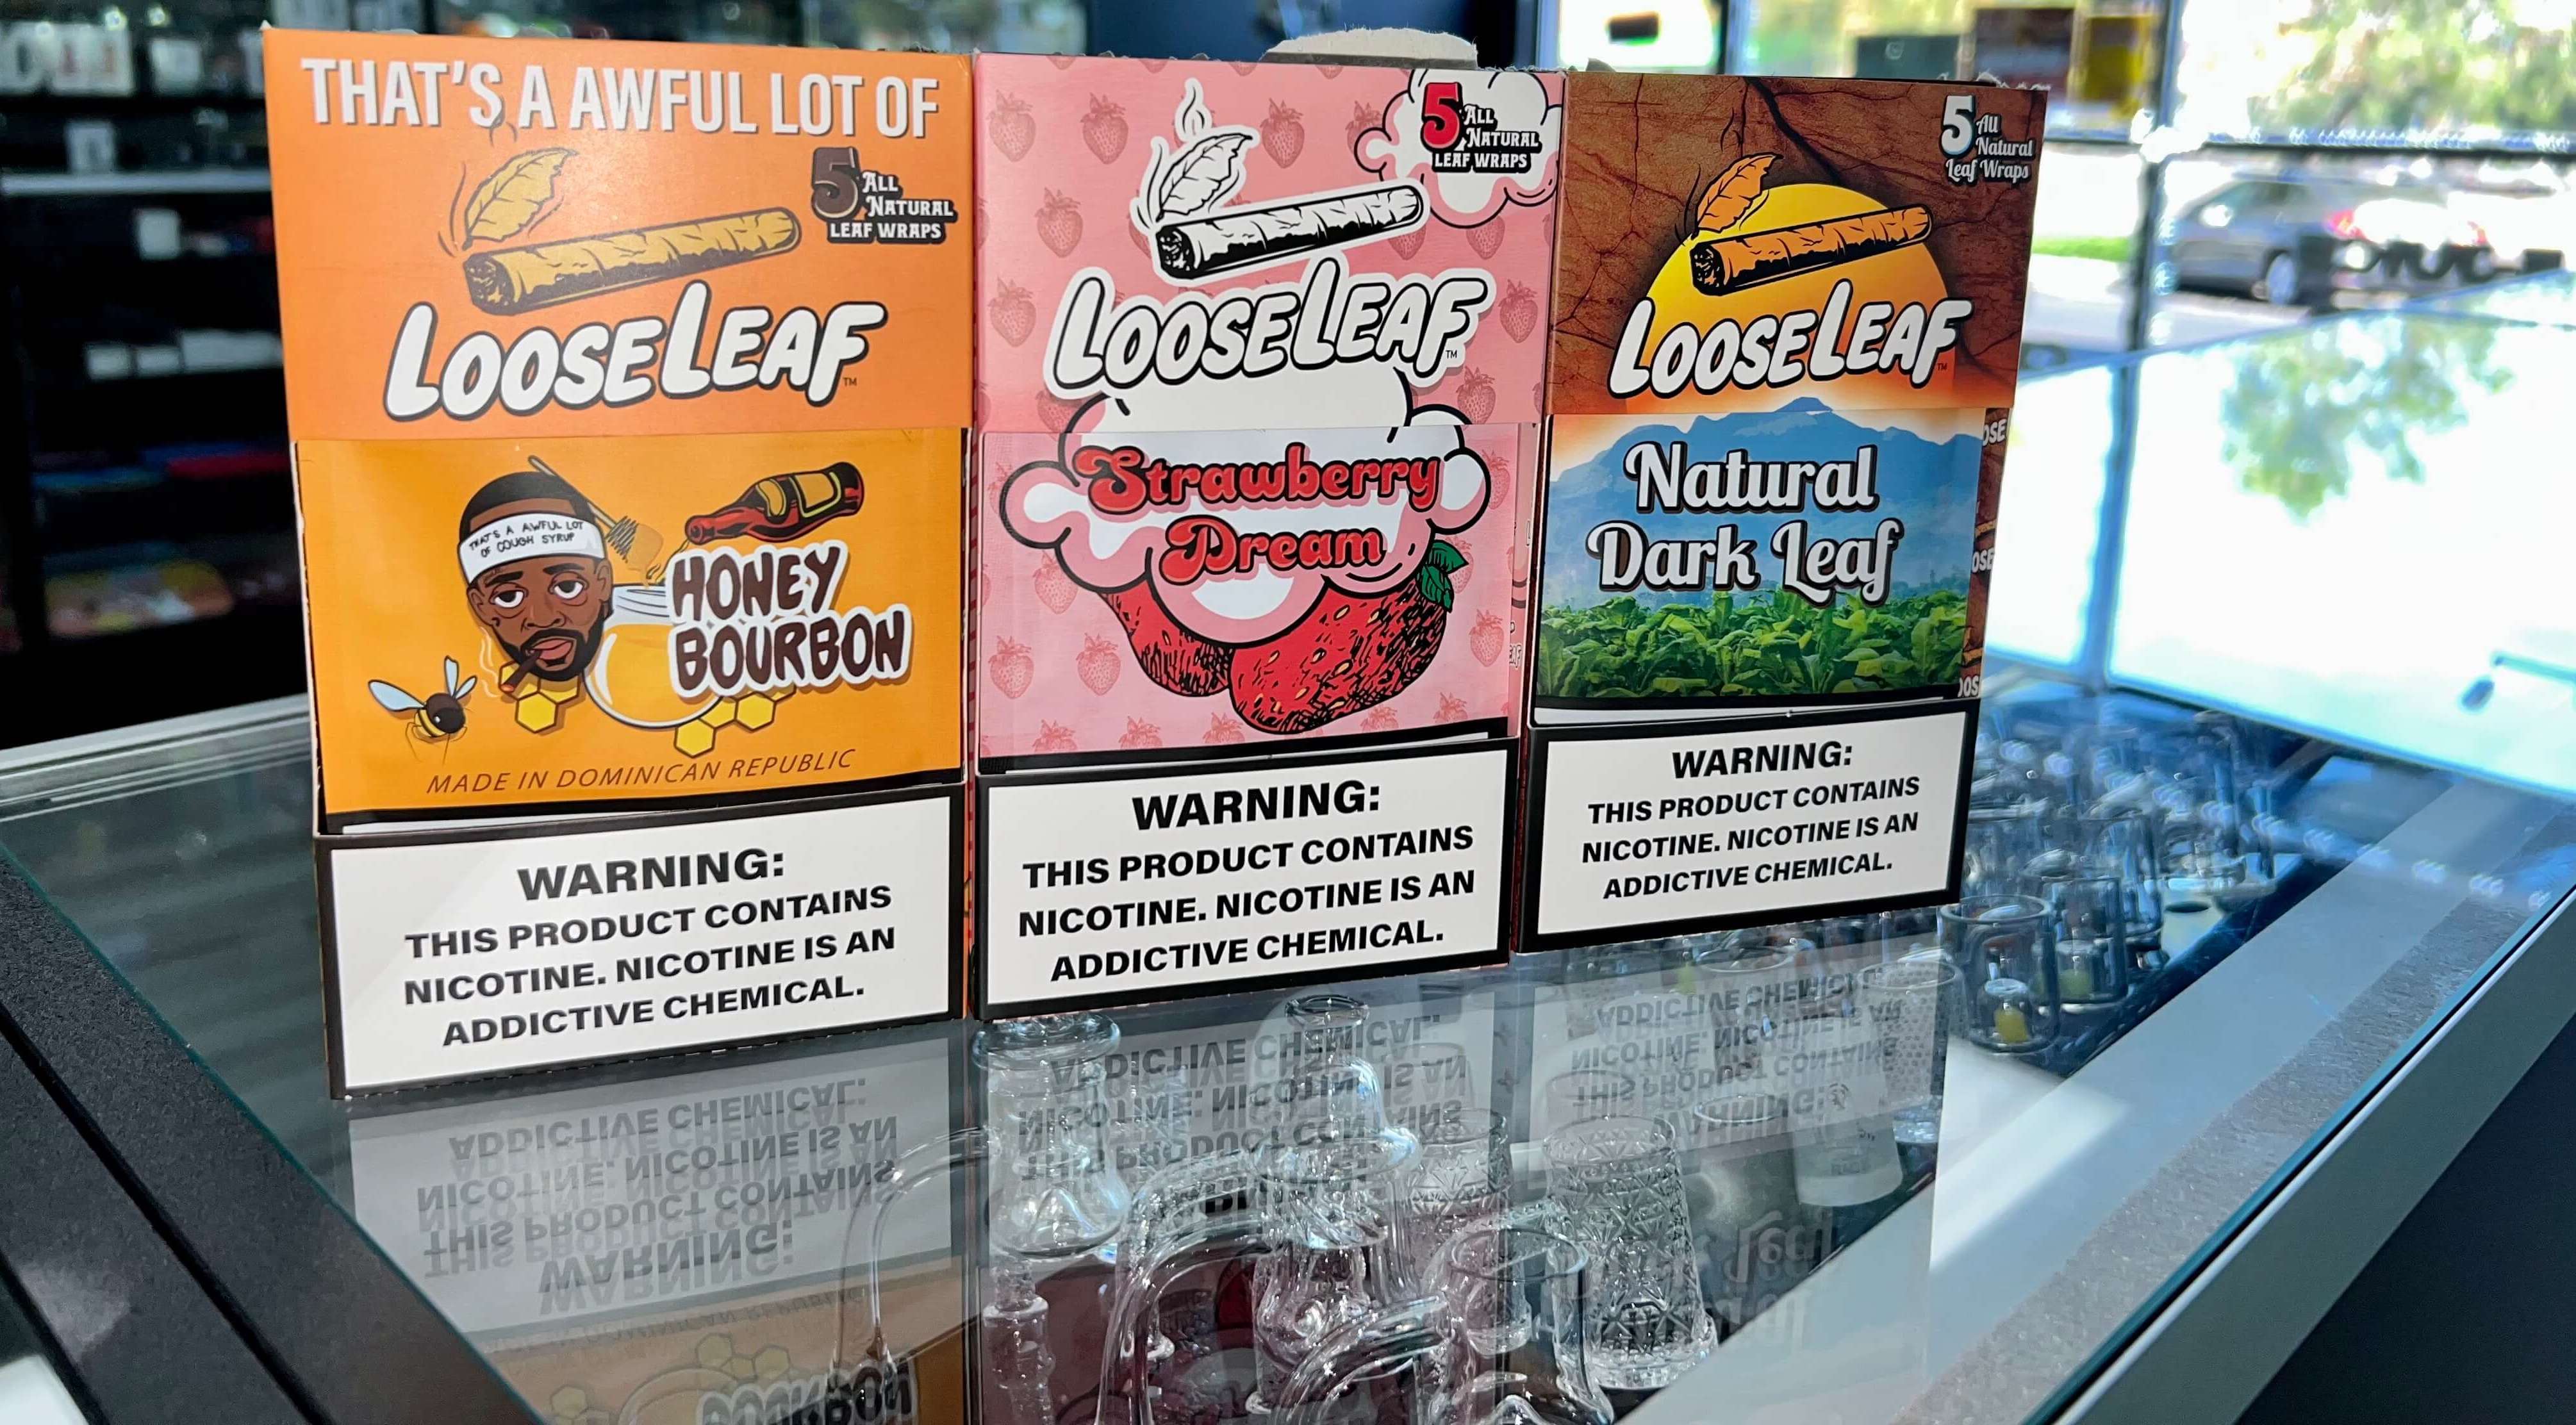 THAT'S A AWFUL LOT OF
5 ALL
NATURAL
LEAF WRAPS
LOOSELEAF™
THAT'S A AWFUL LOT
OF COUGH SYRUP
HONEY
BOURBON
MADE IN DOMINICAN REPUBLIC
WARNING:
THIS PRODUCT CONTAINS
NICOTINE. NICOTINE IS AN
ADDICTIVE CHEMICAL.
5 ALL
NATURAL
LEAF WRAPS
LOOSELEAF™
Strawberry
Dream
WARNING:
THIS PRODUCT CONTAINS
NICOTINE. NICOTINE IS AN
ADDICTIVE CHEMICAL.
5 All
Natural
Leaf Wraps
LOOSELEAF™
Natural
Dark Leaf
WARNING:
THIS PRODUCT CONTAINS
NICOTINE. NICOTINE IS AN
ADDICTIVE CHEMICAL.